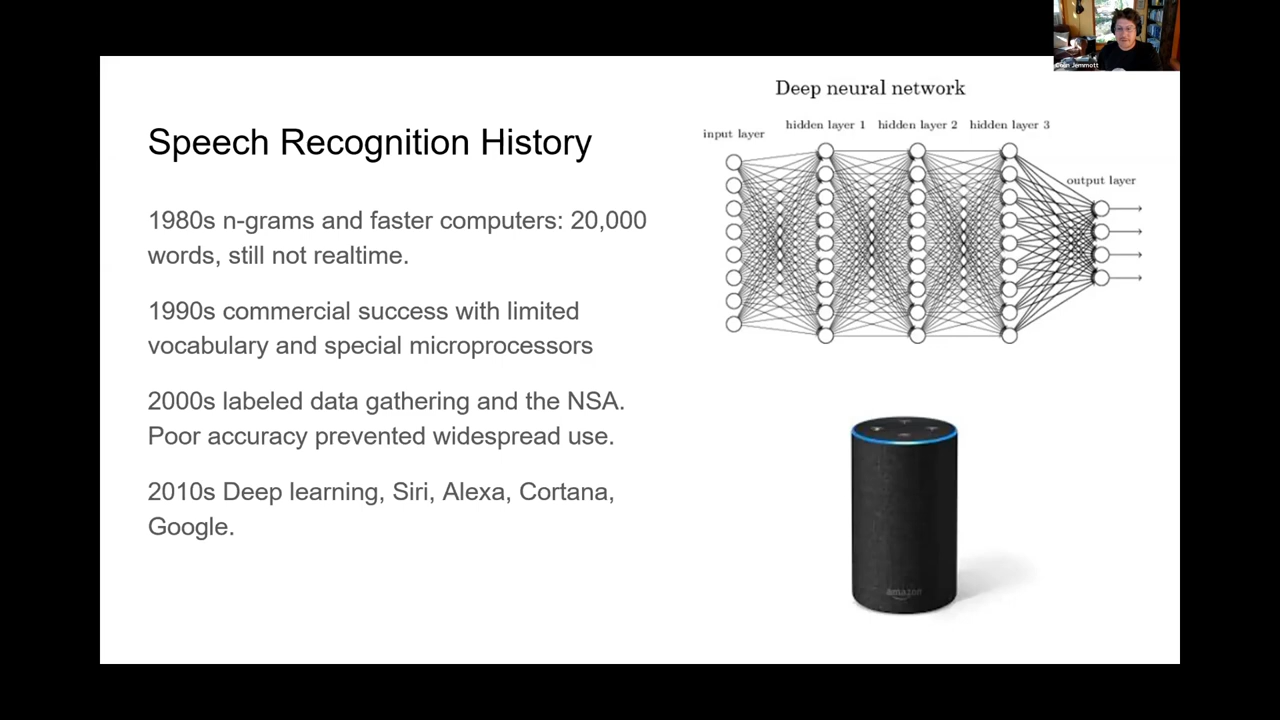 Colin Jemmott
Deep neural network
Speech Recognition History
input layer
hidden layer 1
hidden layer 2
hidden layer 3
output layer
1980s n-grams and faster computers: 20,000
words, still not realtime.
1990s commercial success with limited
vocabulary and special microprocessors
2000s labeled data gathering and the NSA.
Poor accuracy prevented widespread use.
2010s Deep learning, Siri, Alexa, Cortana,
Google.
amazon